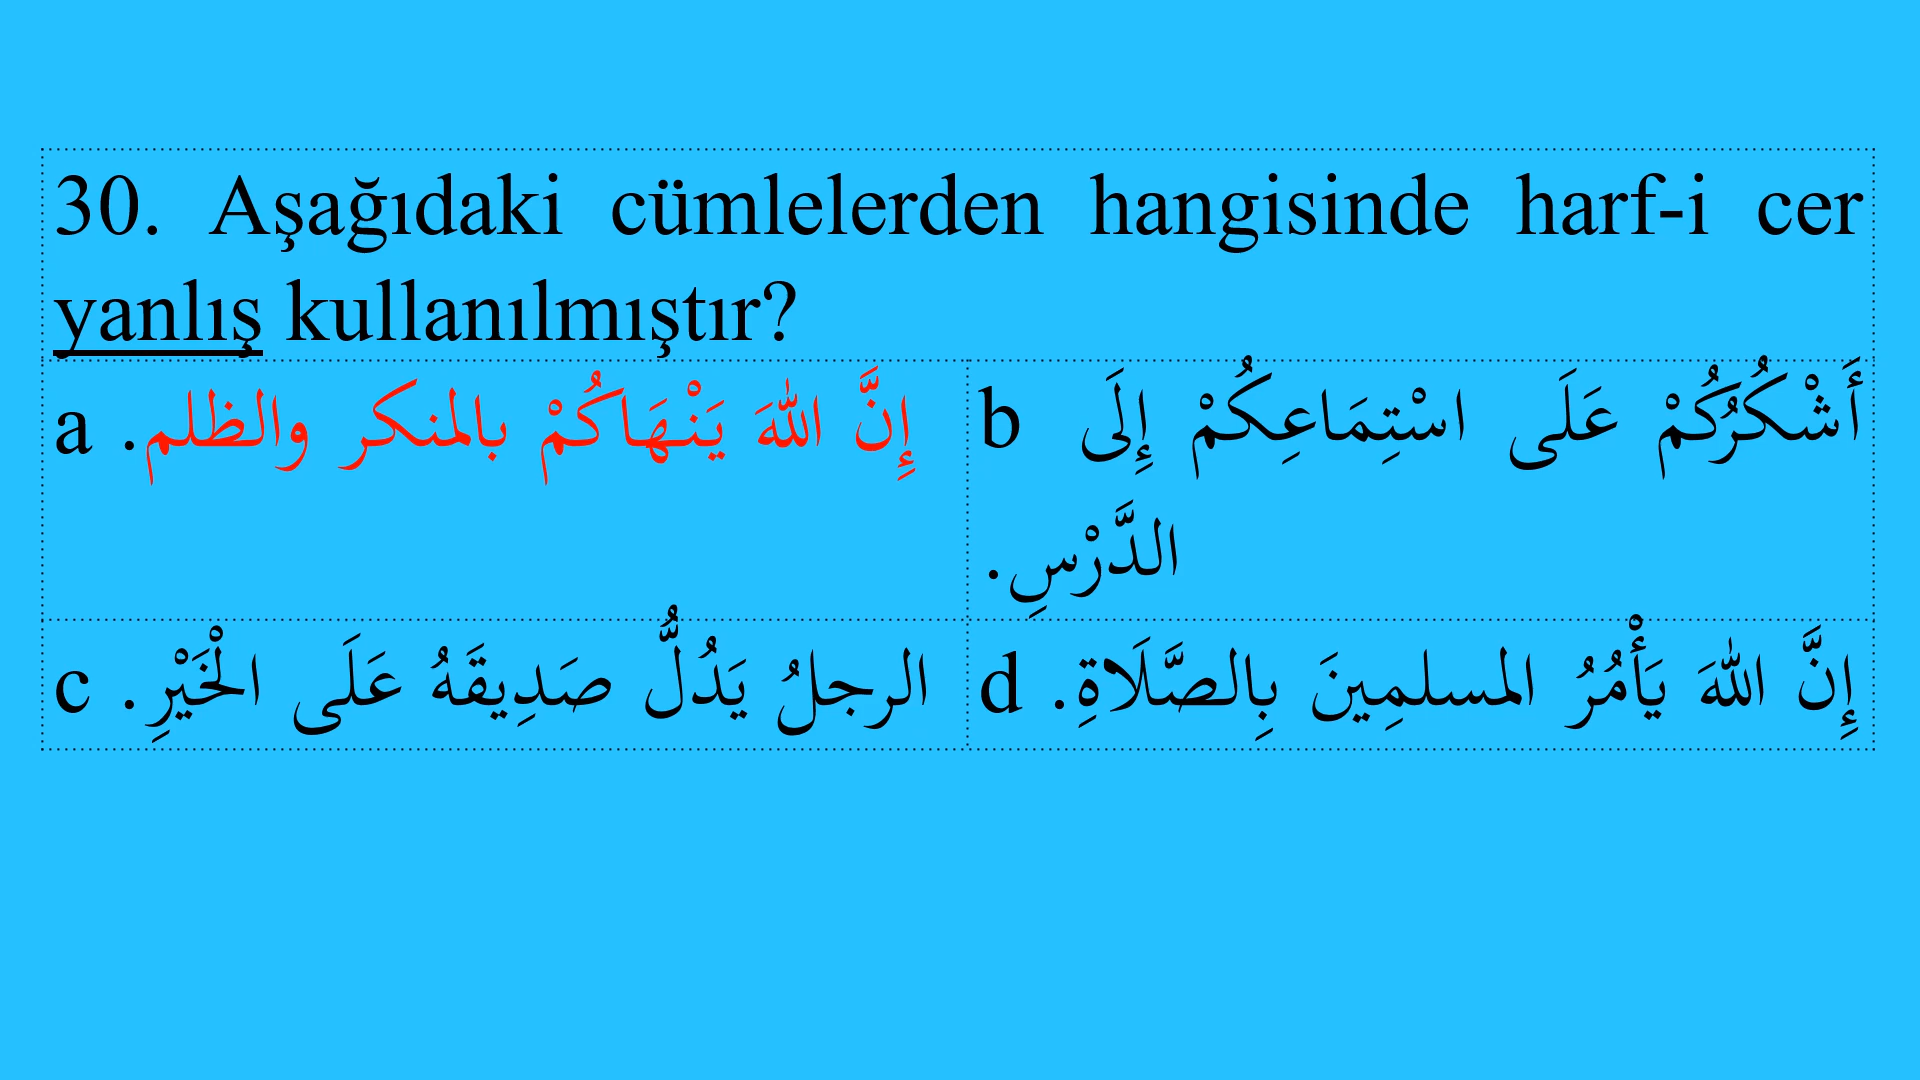 30. Aşağıdaki cümlelerden hangisinde harf-i cer
yanlış kullanılmıştır?
a إِنَّ اللهَ يَنْهَاكُمْ بالمنكر والظلم.
b أَشْكُرُكُمْ عَلَى اسْتِمَاعِكُمْ إِلَى
الدَّرْسِ.
c الرجلُ يَدُلُّ صَدِيقَهُ عَلَى الْخَيْرِ.
d إِنَّ اللهَ يَأْمُرُ المسلمِينَ بِالصَّلَاةِ.